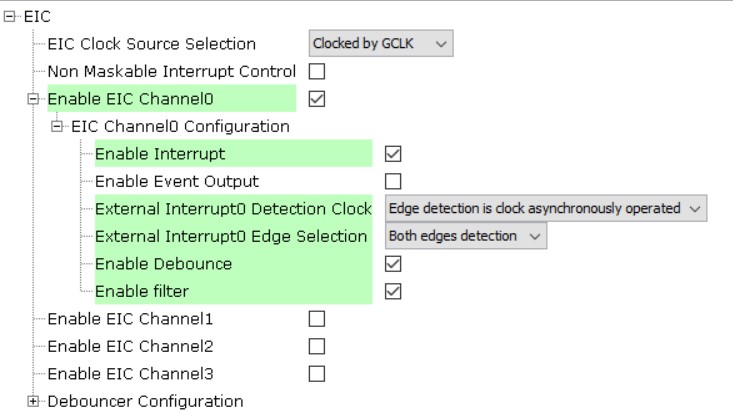 EIC
EIC Clock Source Selection Clocked by GCLK
Non Maskable Interrupt Control
Enable EIC Channel0
EIC Channel0 Configuration
Enable Interrupt
Enable Event Output
External Interrupt0 Detection Clock Edge detection is clock asynchronously operated
External Interrupt0 Edge Selection Both edges detection
Enable Debounce
Enable filter
Enable EIC Channel1
Enable EIC Channel2
Enable EIC Channel3
Debouncer Configuration